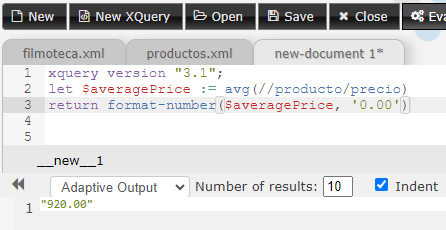 New New XQuery Open Save Close Eva
filmoteca.xml productos.xml new-document 1*
1 xquery version "3.1";
2 let $averagePrice := avg(//producto/precio)
3 return format-number($averagePrice, '0.00')
4
5
__new__1
Adaptive Output Number of results: 10 Indent
1 "920.00"